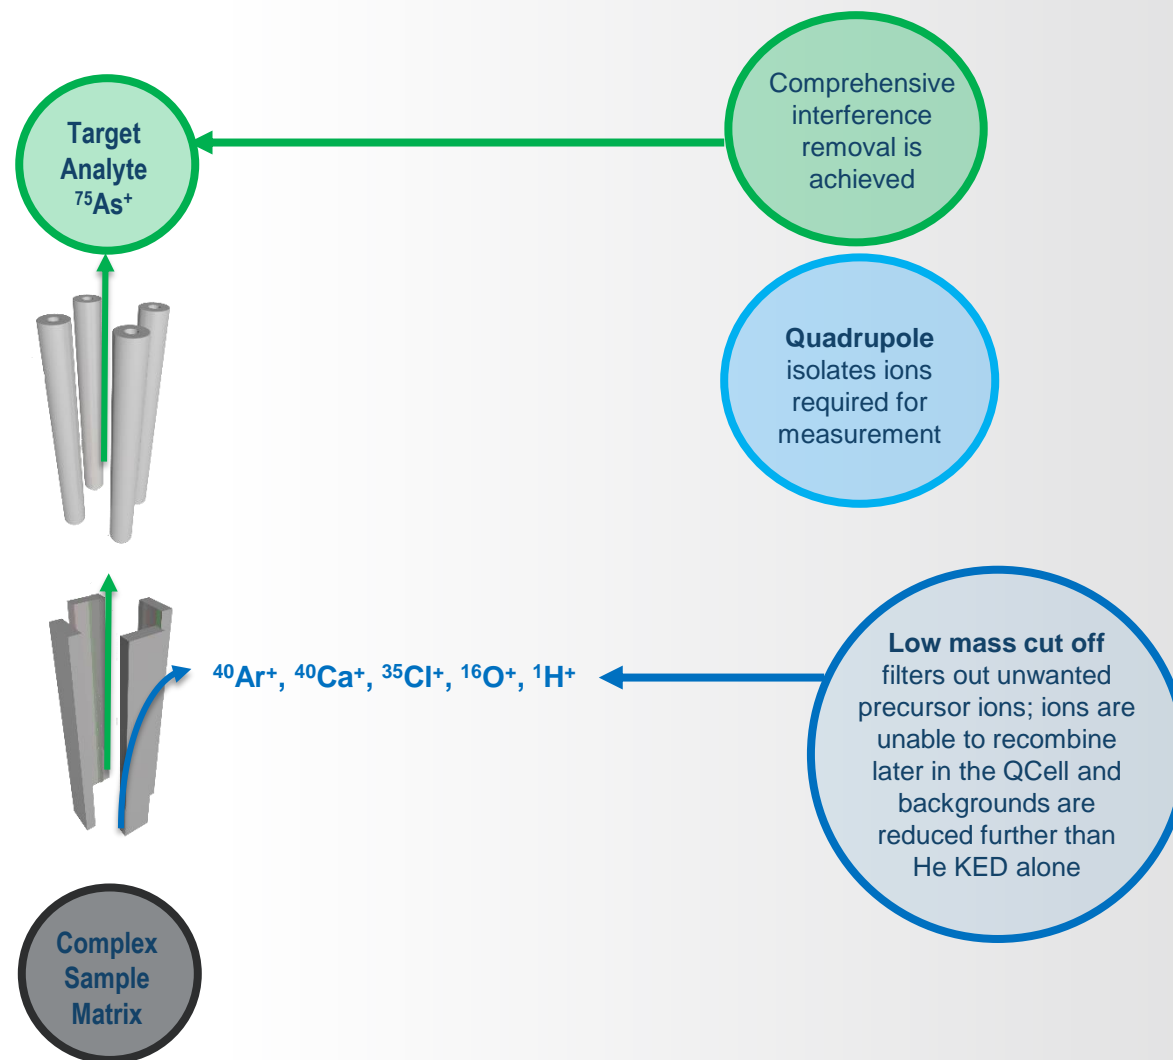 Target
Analyte
⁷⁵As⁺
Comprehensive
interference
removal is
achieved
Quadrupole
isolates ions
required for
measurement
⁴⁰Ar⁺, ⁴⁰Ca⁺, ³⁵Cl⁺, ¹⁶O⁺, ¹H⁺
Low mass cut off
filters out unwanted
precursor ions; ions are
unable to recombine
later in the QCell and
backgrounds are
reduced further than
He KED alone
Complex
Sample
Matrix